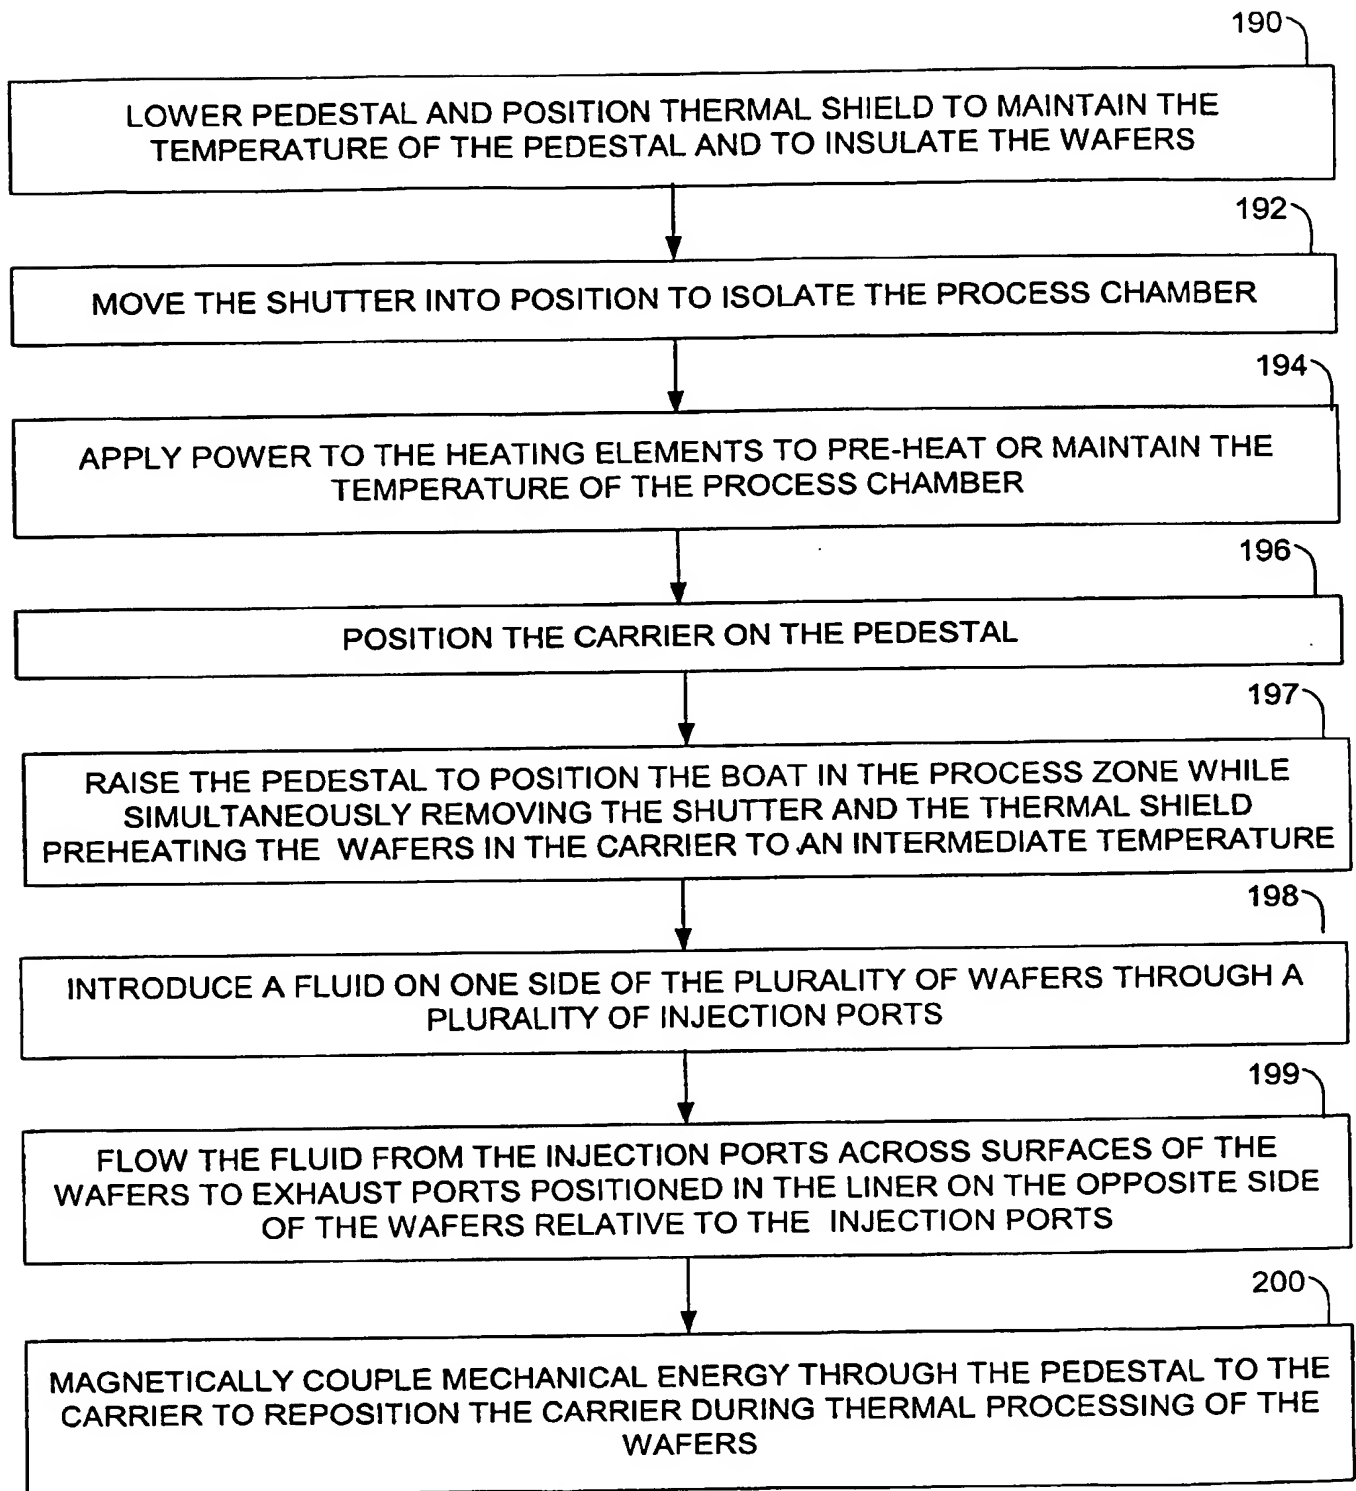 190
LOWER PEDESTAL AND POSITION THERMAL SHIELD TO MAINTAIN THE
TEMPERATURE OF THE PEDESTAL AND TO INSULATE THE WAFERS
192
MOVE THE SHUTTER INTO POSITION TO ISOLATE THE PROCESS CHAMBER
194
APPLY POWER TO THE HEATING ELEMENTS TO PRE-HEAT OR MAINTAIN THE
TEMPERATURE OF THE PROCESS CHAMBER
196
POSITION THE CARRIER ON THE PEDESTAL
197
RAISE THE PEDESTAL TO POSITION THE BOAT IN THE PROCESS ZONE WHILE
SIMULTANEOUSLY REMOVING THE SHUTTER AND THE THERMAL SHIELD
PREHEATING THE WAFERS IN THE CARRIER TO AN INTERMEDIATE TEMPERATURE
198
INTRODUCE A FLUID ON ONE SIDE OF THE PLURALITY OF WAFERS THROUGH A
PLURALITY OF INJECTION PORTS
199
FLOW THE FLUID FROM THE INJECTION PORTS ACROSS SURFACES OF THE
WAFERS TO EXHAUST PORTS POSITIONED IN THE LINER ON THE OPPOSITE SIDE
OF THE WAFERS RELATIVE TO THE INJECTION PORTS
200
MAGNETICALLY COUPLE MECHANICAL ENERGY THROUGH THE PEDESTAL TO THE
CARRIER TO REPOSITION THE CARRIER DURING THERMAL PROCESSING OF THE
WAFERS